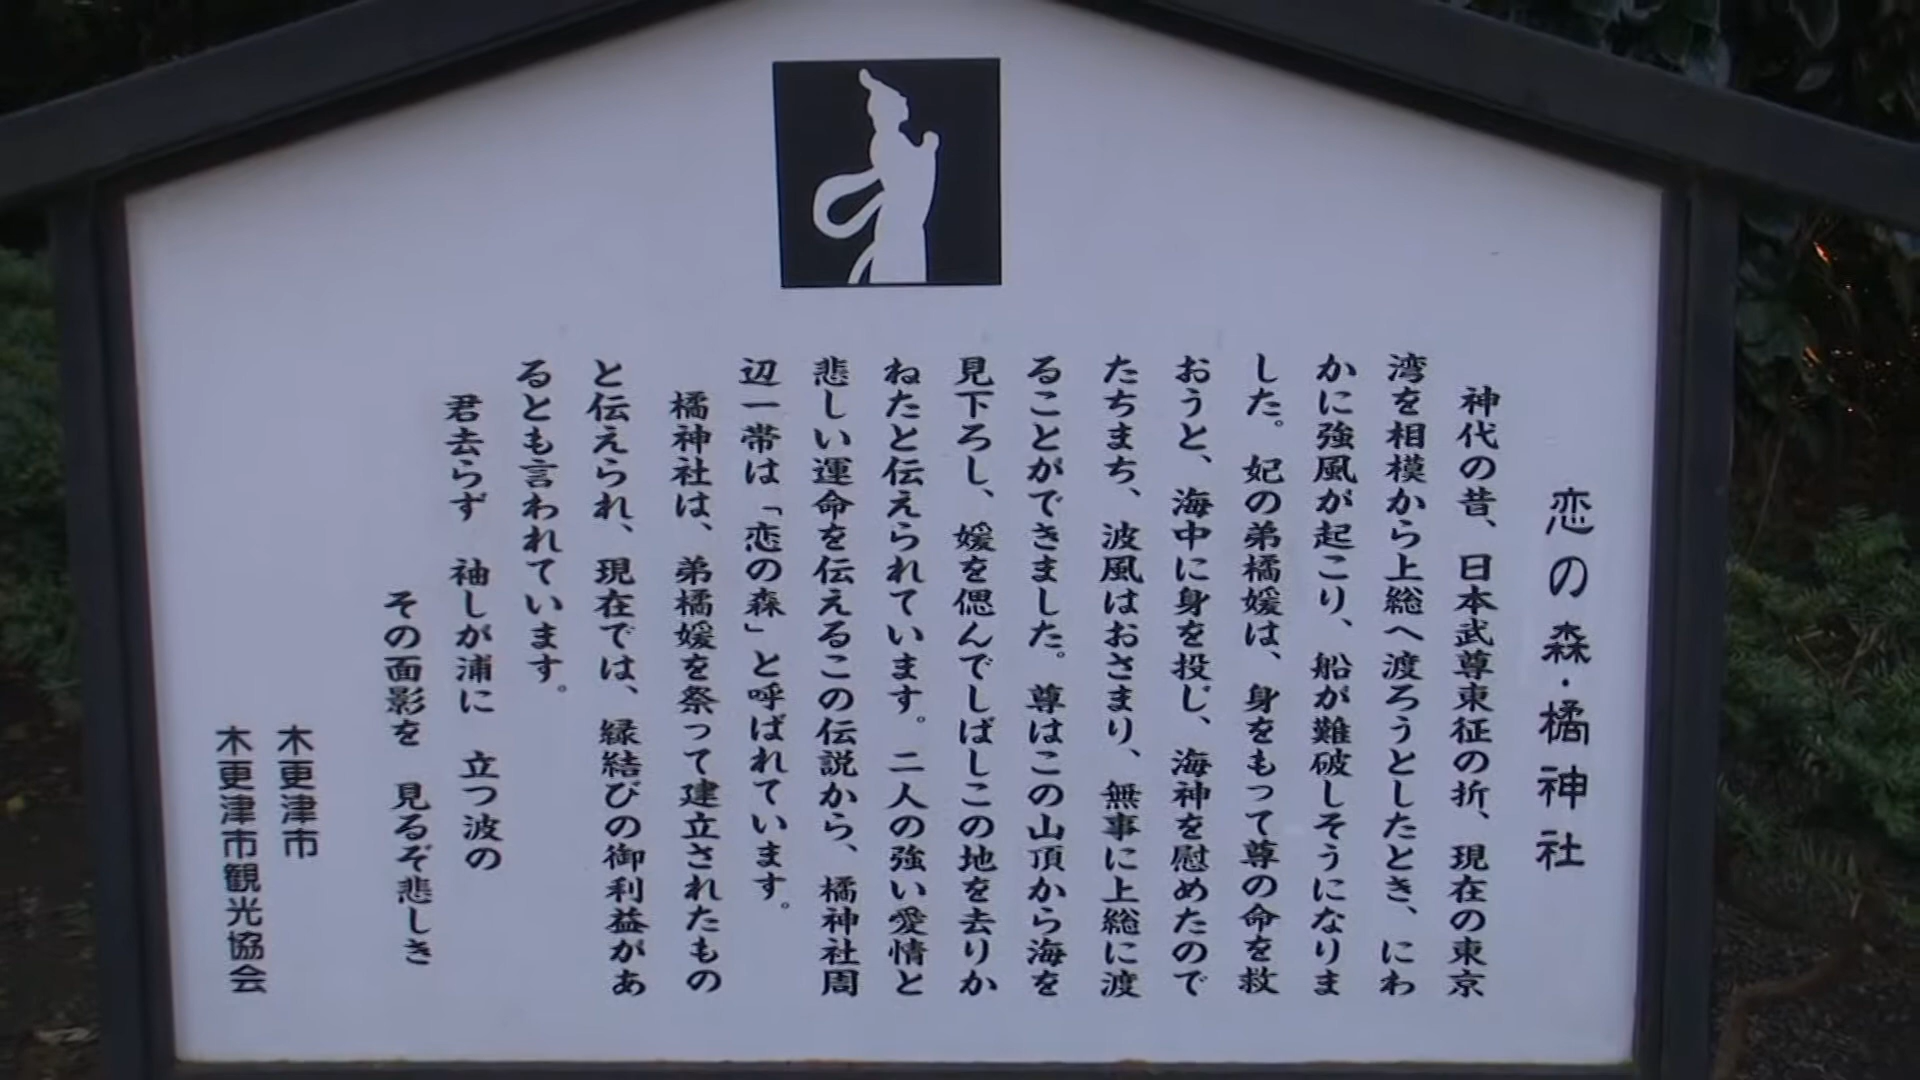 恋の森・橘神社
神代の昔、日本武尊東征の折、現在の東京
湾を相模から上総へ渡ろうとしたとき、にわ
かに強風が起こり、船が難破しそうになりま
した。妃の弟橘媛は、身をもって尊の命を救
おうと、海中に身を投じ、海神を慰めたので
たちまち、波風はおさまり、無事に上総に渡
ることができました。尊はこの山頂から海を
見下ろし、媛を偲んでしばしこの地を去りか
ねたと伝えられています。二人の強い愛情と
悲しい運命を伝えるこの伝説から、橘神社周
辺一帯は「恋の森」と呼ばれています。
橘神社は、弟橘媛を祭って建立されたもの
と伝えられ、現在では、縁結びの御利益があ
るとも言われています。
君去らず 袖しが浦に 立つ波の
その面影を 見るぞ悲しき
木更津市
木更津市観光協会